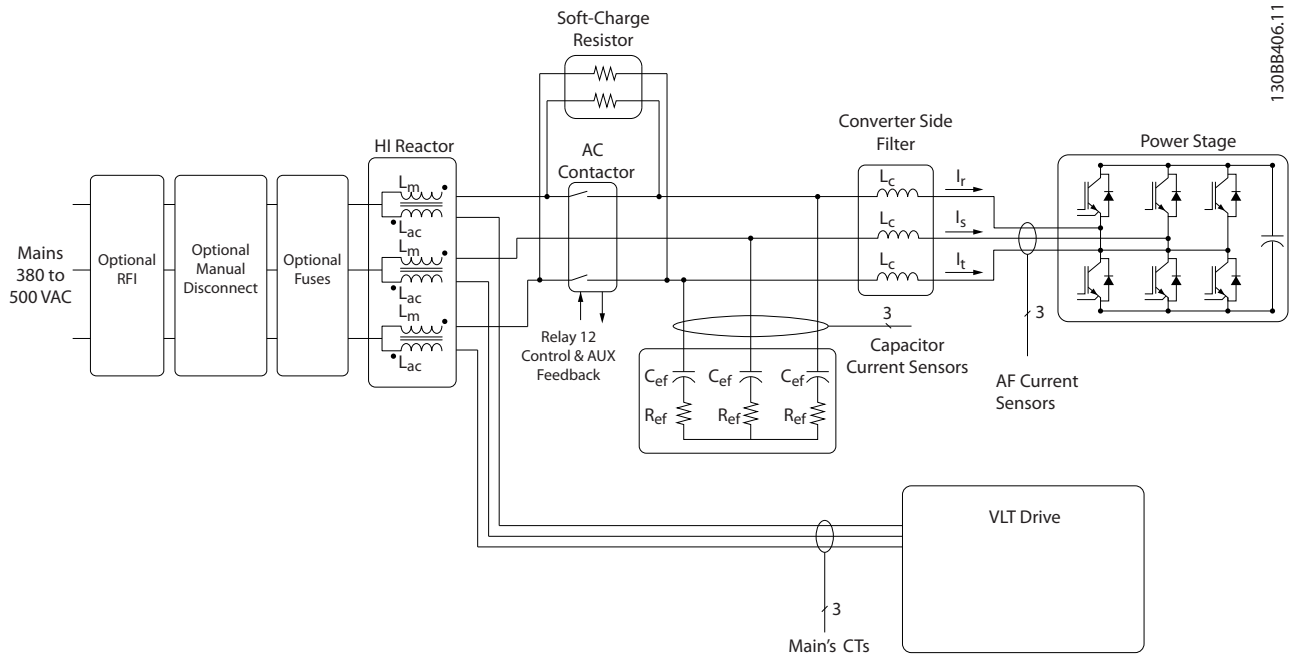 130BB406.11
Soft-Charge
Resistor
HI Reactor
AC
Contactor
Converter Side
Filter
Power Stage
Mains
380 to
500 VAC
Optional
RFI
Optional
Manual
Disconnect
Optional
Fuses
Lm
Lac
Lm
Lac
Lm
Lac
Lc
Ir
Lc
Is
Lc
It
Relay 12
Control & AUX
Feedback
3
Capacitor
Current Sensors
3
AF Current
Sensors
Cef
Cef
Cef
Ref
Ref
Ref
VLT Drive
3
Main's CTs